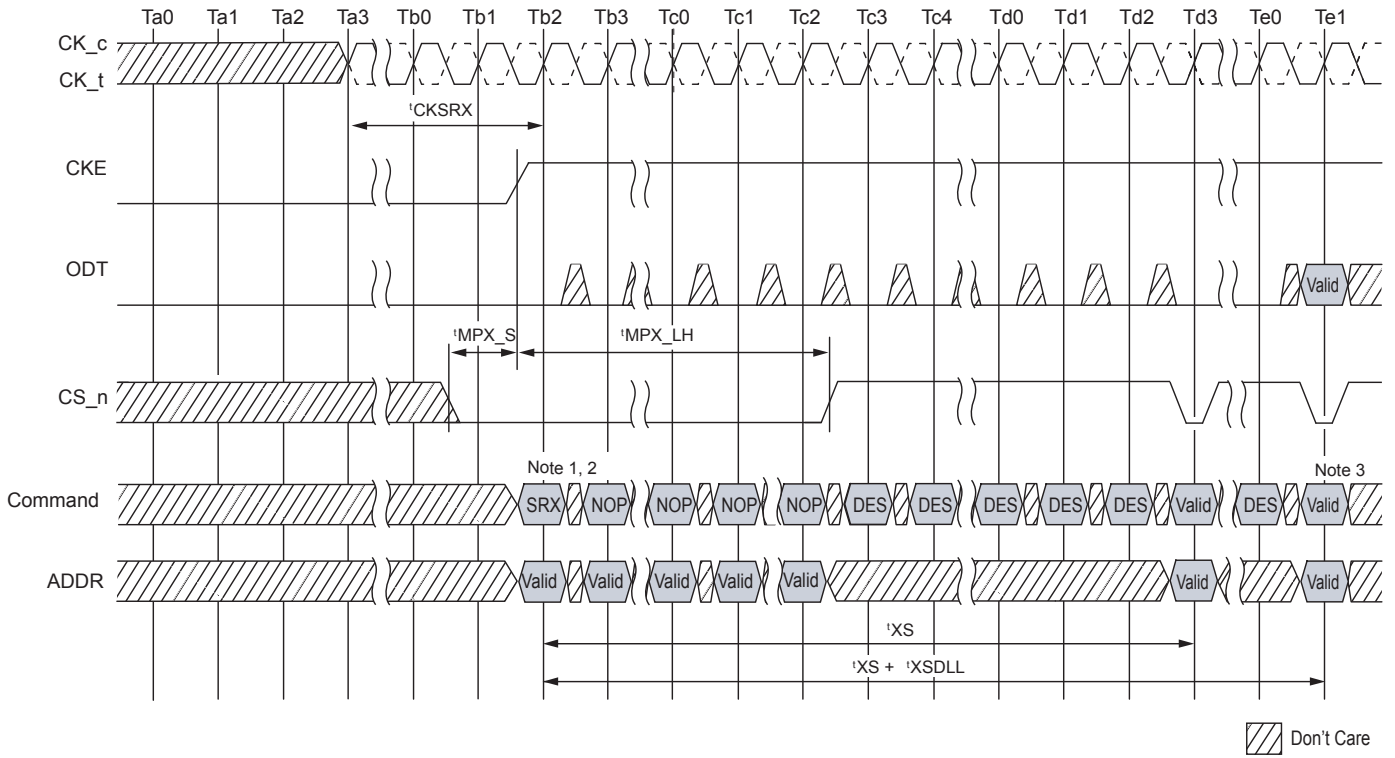 Ta0 Ta1 Ta2 Ta3 Tb0 Tb1 Tb2 Tb3 Tc0 Tc1 Tc2 Tc3 Tc4 Td0 Td1 Td2 Td3 Te0 Te1
CK_c
CK_t
tCKSRX
CKE
ODT
Valid
tMPX_S tMPX_LH
CS_n
Note 1, 2 Note 3
Command SRX NOP NOP NOP NOP DES DES DES DES DES Valid DES Valid
ADDR Valid Valid Valid Valid Valid Valid Valid
tXS
tXS + tXSDLL
Don't Care